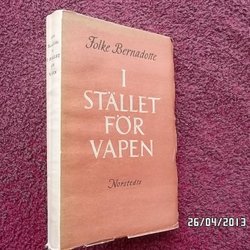 Folke Bernadotte
I
STÄLLET
FÖR
VAPEN
Norstedts
26/04/2013